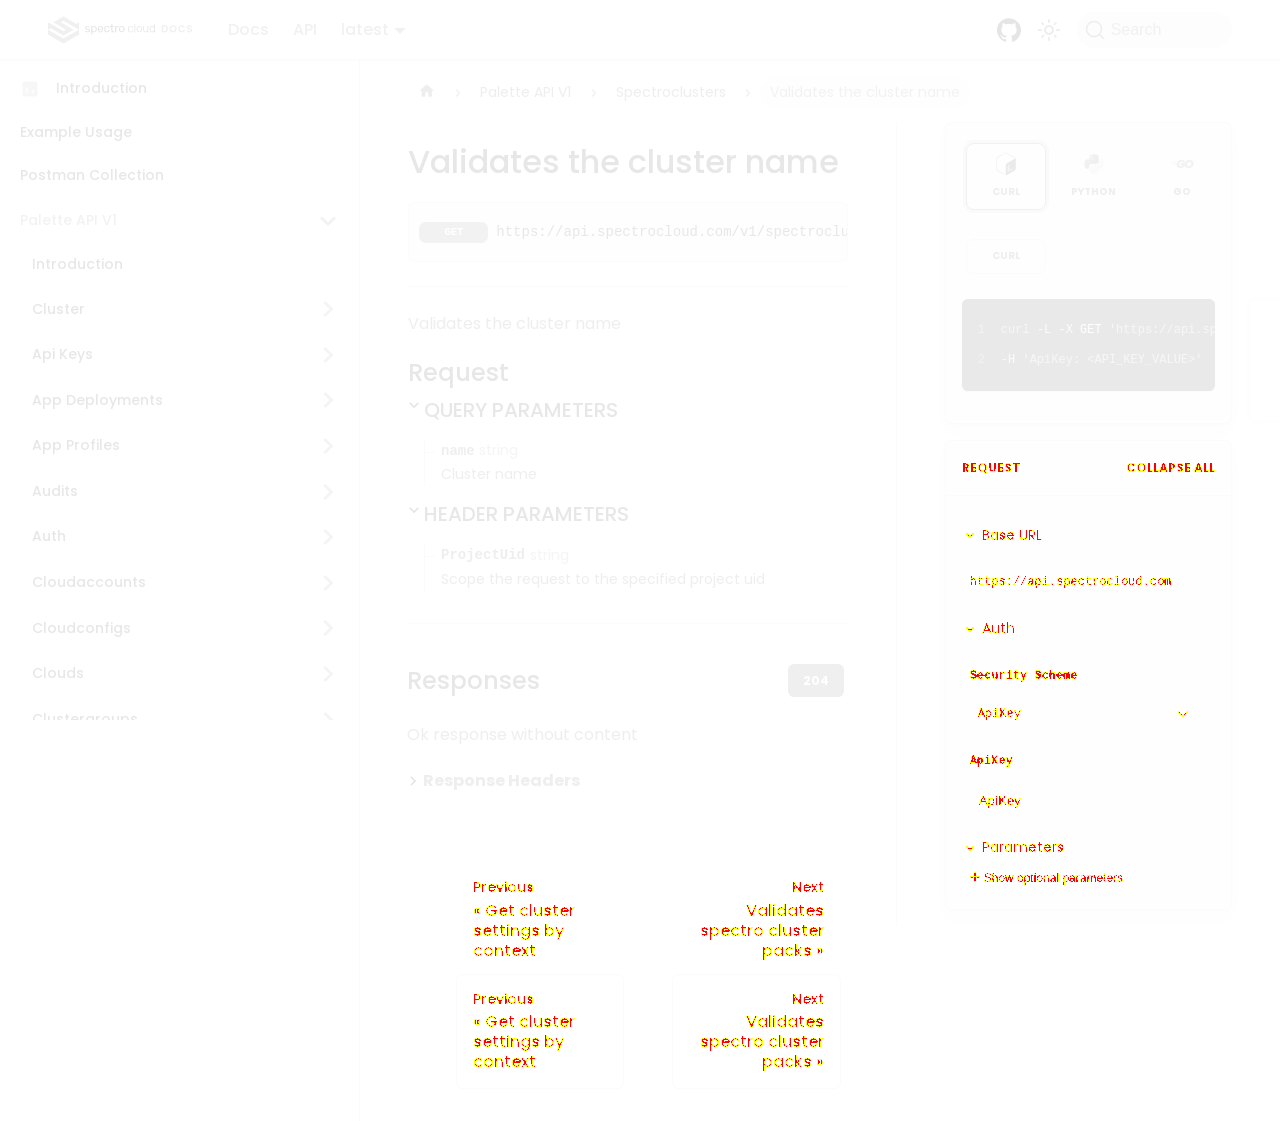 spectro cloud DOCS
Docs
API
latest
Search
Introduction
Example Usage
Postman Collection
Palette API V1
Introduction
Cluster
Api Keys
App Deployments
App Profiles
Audits
Auth
Cloudaccounts
Cloudconfigs
Clouds
Clustergroups
Palette API V1
Spectroclusters
Validates the cluster name
Validates the cluster name
GET https://api.spectrocloud.com/v1/spectroclu
Validates the cluster name
Request
QUERY PARAMETERS
name string
Cluster name
HEADER PARAMETERS
ProjectUid string
Scope the request to the specified project uid
Responses
204
Ok response without content
Response Headers
Previous
« Get cluster
settings by
context
Next
Validates
spectro cluster
packs »
Previous
« Get cluster
settings by
context
Next
Validates
spectro cluster
packs »
CURL
PYTHON
GO
CURL
1 curl -L -X GET 'https://api.sp
2 -H 'ApiKey: <API_KEY_VALUE>'
REQUEST
COLLAPSE ALL
Base URL
https://api.spectrocloud.com
Auth
Security Scheme
ApiKey
ApiKey
ApiKey
Parameters
Show optional parameters